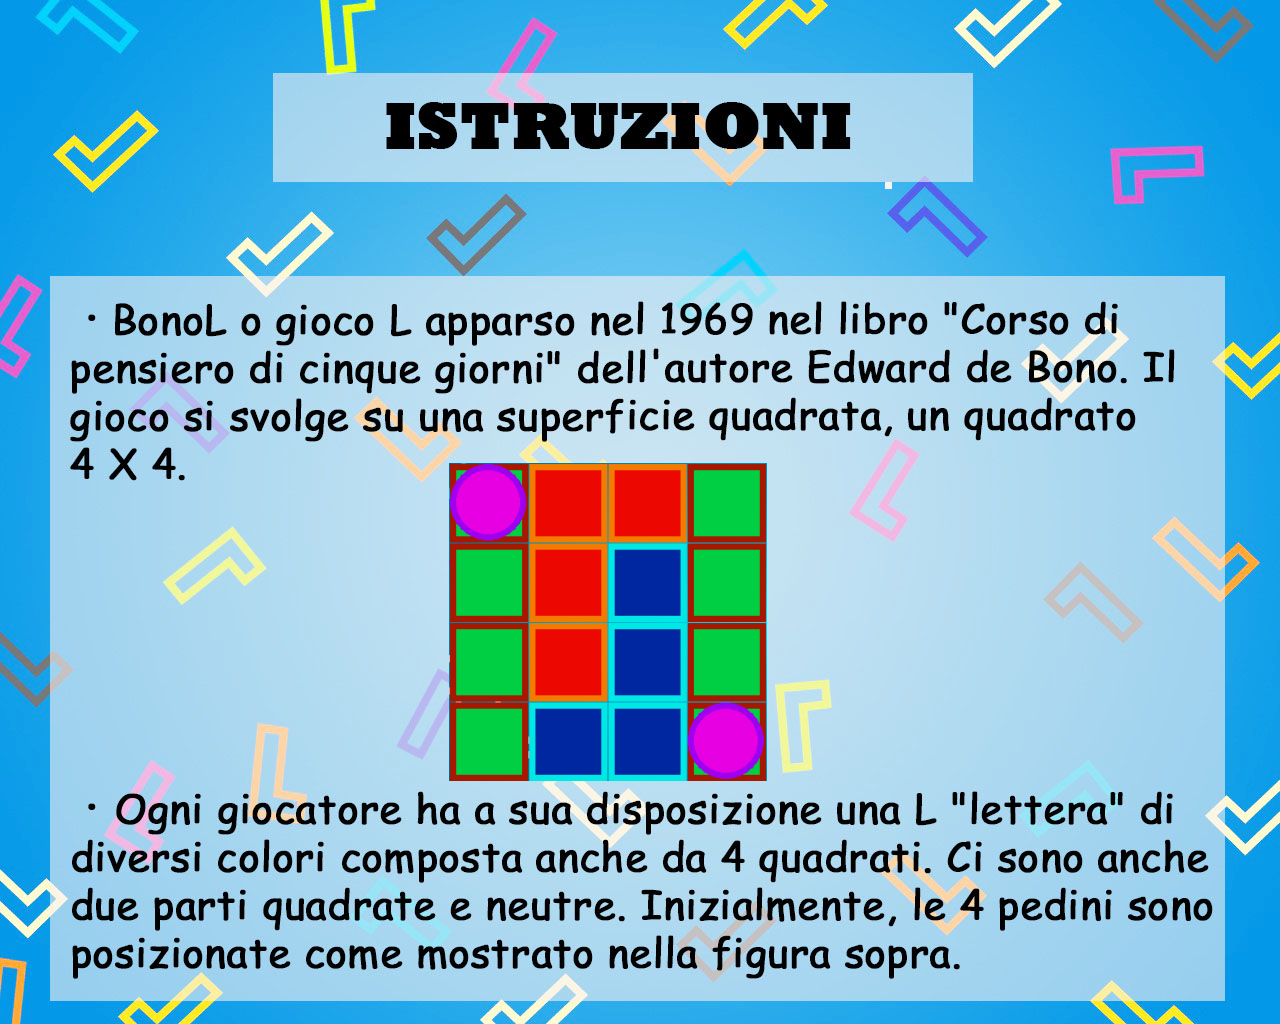 ISTRUZIONI
· BonoL o gioco L apparso nel 1969 nel libro "Corso di
pensiero di cinque giorni" dell'autore Edward de Bono. Il
gioco si svolge su una superficie quadrata, un quadrato
4 X 4.
· Ogni giocatore ha a sua disposizione una L "lettera" di
diversi colori composta anche da 4 quadrati. Ci sono anche
due parti quadrate e neutre. Inizialmente, le 4 pedini sono
posizionate come mostrato nella figura sopra.